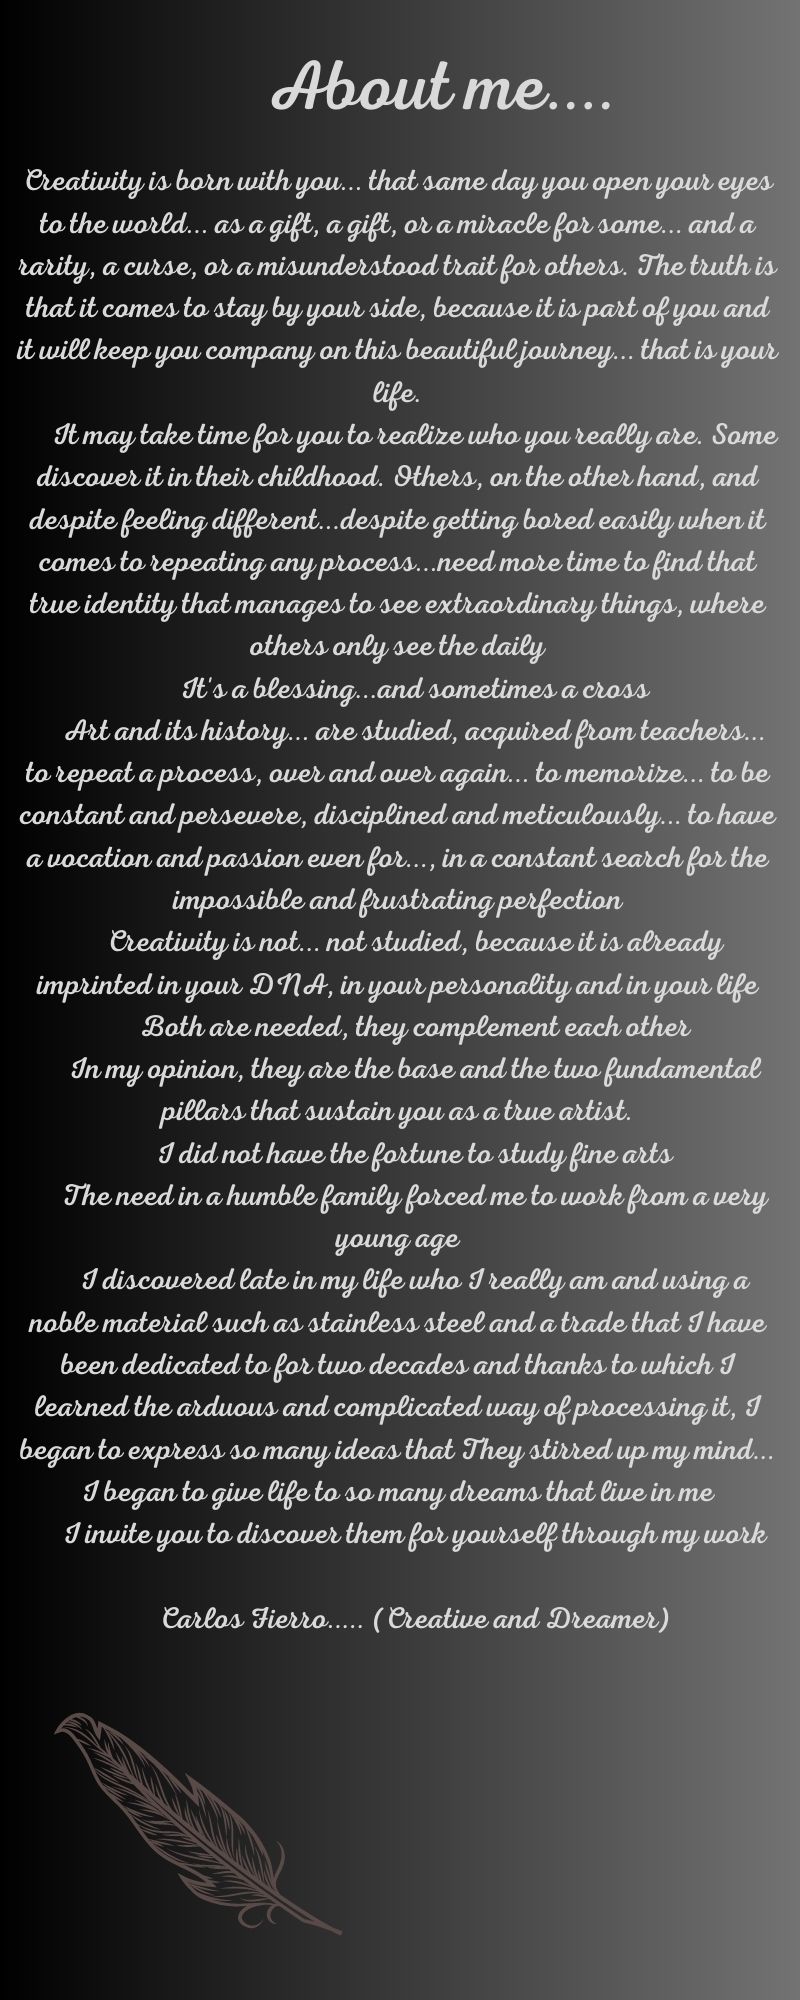 About me....
Creativity is born with you... that same day you open your eyes
to the world... as a gift, a gift, or a miracle for some... and a
rarity, a curse, or a misunderstood trait for others. The truth is
that it comes to stay by your side, because it is part of you and
it will keep you company on this beautiful journey... that is your
life.
It may take time for you to realize who you really are. Some
discover it in their childhood. Others, on the other hand, and
despite feeling different...despite getting bored easily when it
comes to repeating any process...need more time to find that
true identity that manages to see extraordinary things, where
others only see the daily
It's a blessing...and sometimes a cross
Art and its history... are studied, acquired from teachers...
to repeat a process, over and over again... to memorize... to be
constant and persevere, disciplined and meticulously... to have
a vocation and passion even for..., in a constant search for the
impossible and frustrating perfection
Creativity is not... not studied, because it is already
imprinted in your DNA, in your personality and in your life
Both are needed, they complement each other
In my opinion, they are the base and the two fundamental
pillars that sustain you as a true artist.
I did not have the fortune to study fine arts
The need in a humble family forced me to work from a very
young age
I discovered late in my life who I really am and using a
noble material such as stainless steel and a trade that I have
been dedicated to for two decades and thanks to which I
learned the arduous and complicated way of processing it, I
began to express so many ideas that They stirred up my mind...
I began to give life to so many dreams that live in me
I invite you to discover them for yourself through my work
Carlos Fierro..... (Creative and Dreamer)